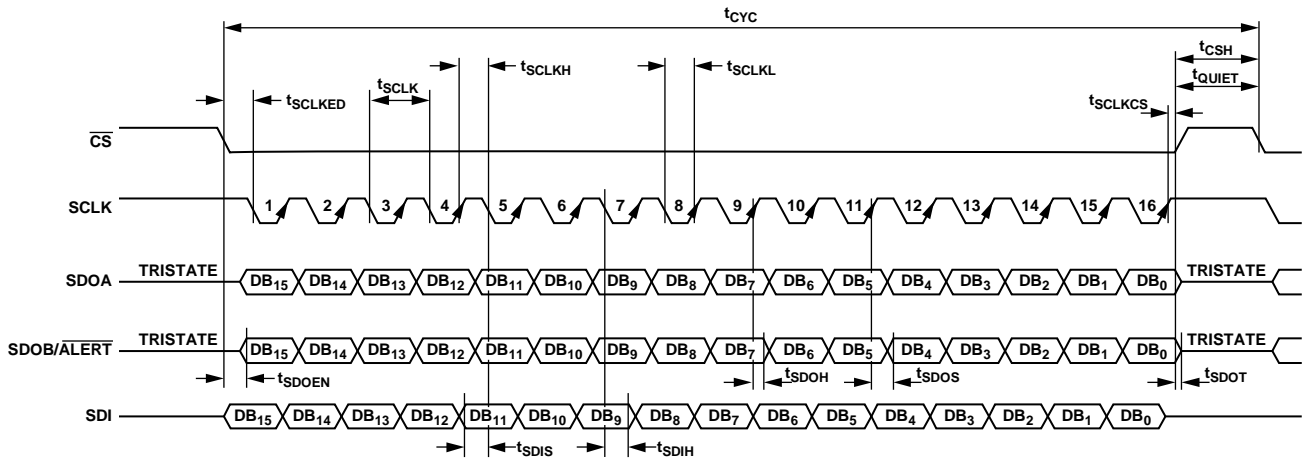 tCYC
tCSH
tSCLKH
tSCLKL
tSCLK
tQUIET
tSCLKED
tSCLKCS
CS
SCLK 1 2 3 4 5 6 7 8 9 10 11 12 13 14 15 16
TRISTATE
SDOA DB15 DB14 DB13 DB12 DB11 DB10 DB9 DB8 DB7 DB6 DB5 DB4 DB3 DB2 DB1 DB0 TRISTATE
TRISTATE
SDOB/ALERT DB15 DB14 DB13 DB12 DB11 DB10 DB9 DB8 DB7 DB6 DB5 DB4 DB3 DB2 DB1 DB0 TRISTATE
tSDOEN
tSDOH
tSDOS
tSDOT
SDI DB15 DB14 DB13 DB12 DB11 DB10 DB9 DB8 DB7 DB6 DB5 DB4 DB3 DB2 DB1 DB0
tSDIS
tSDIH